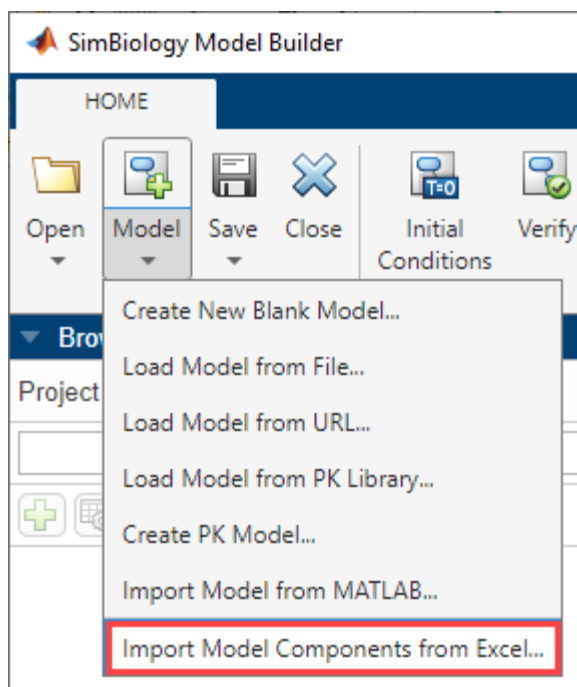 SimBiology Model Builder
HOME
Open
Model
Save
Close
T=0
Initial
Conditions
Verify
Create New Blank Model...
Load Model from File...
Load Model from URL...
Load Model from PK Library...
Create PK Model...
Import Model from MATLAB...
Import Model Components from Excel...
Project